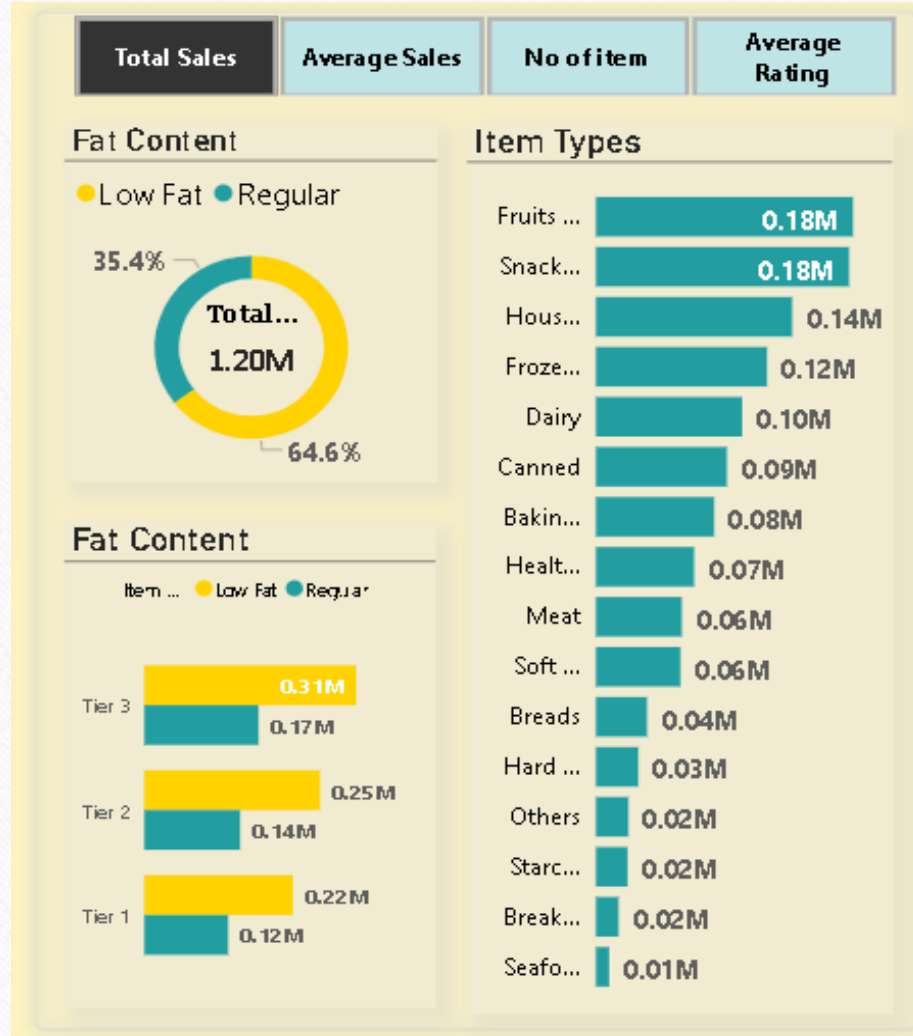 Total Sales
Average Sales
No of item
Average
Rating
Fat Content
Low Fat Regular
35.4%
Total...
1.20M
64.6%
Fat Content
Item ... Low Fat Regular
Tier 3
0.31M
0.17M
Tier 2
0.25M
0.14M
Tier 1
0.22M
0.12M
Item Types
Fruits ... 0.18M
Snack... 0.18M
Hous... 0.14M
Froze... 0.12M
Dairy 0.10M
Canned 0.09M
Bakin... 0.08M
Healt... 0.07M
Meat 0.06M
Soft ... 0.06M
Breads 0.04M
Hard ... 0.03M
Others 0.02M
Starc... 0.02M
Break... 0.02M
Seafo... 0.01M